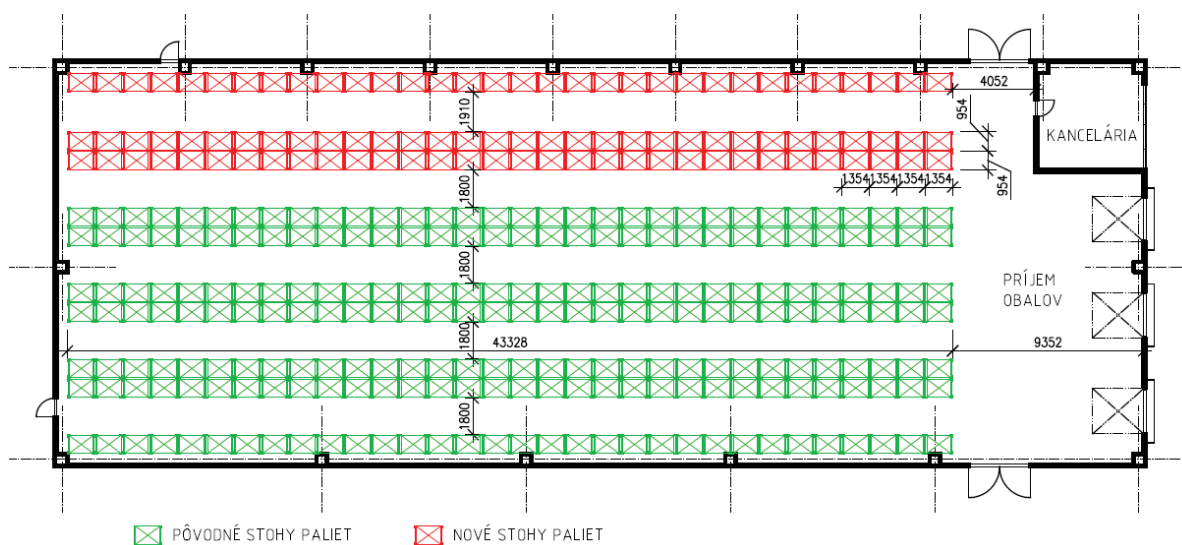 4052
1910
954
KANCELÁRIA
1354 1354 1354 1354
954
1800
1800
PRÍJEM
OBALOV
1800
43328
9352
1800
PÔVODNÉ STOHY PALIET
NOVÉ STOHY PALIET